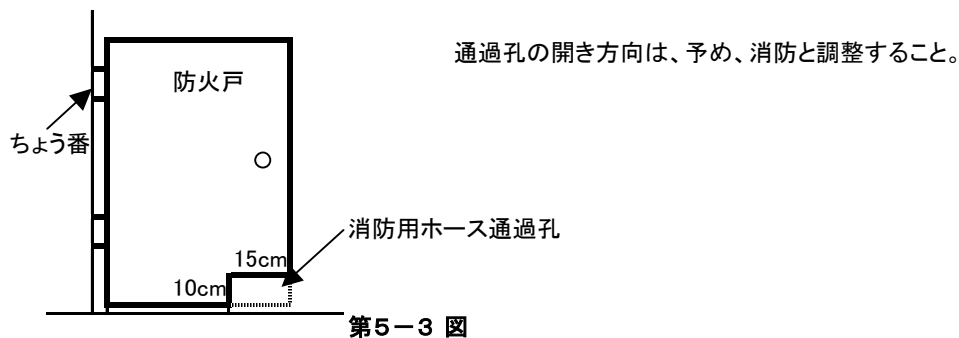 通過孔の開き方向は、予め、消防と調整すること。
防火戸
ちょう番
消防用ホース通過孔
15cm
10cm
第5-3 図